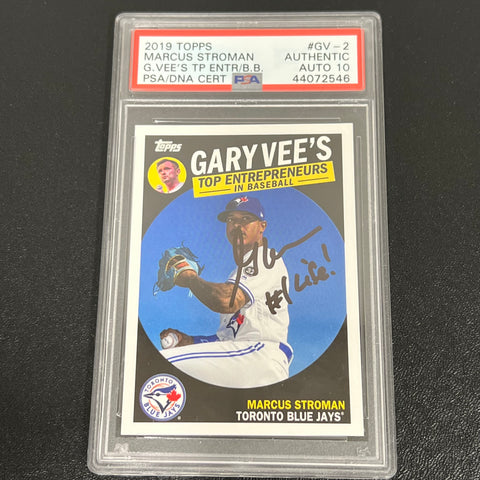 2019 TOPPS #GV-2
MARCUS STROMAN AUTHENTIC
G.VEE'S TP ENTR/B.B. AUTO 10
PSA/DNA CERT PSA 44072546
Topps
GARY VEE'S
TOP ENTREPRENEURS
IN BASEBALL
#1 Life!
TORONTO
BLUE JAYS
MARCUS STROMAN
TORONTO BLUE JAYS®